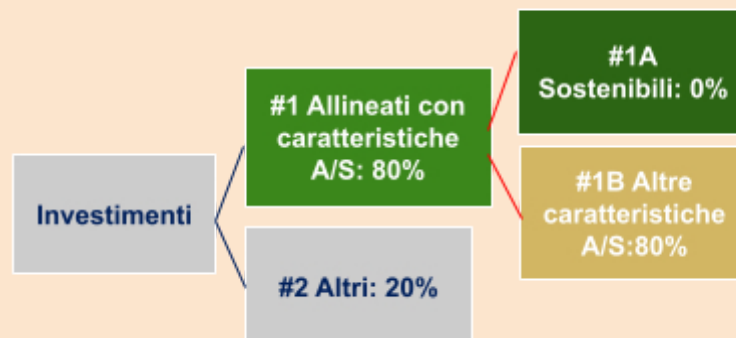 #1A
Sostenibili: 0%
#1 Allineati con
caratteristiche
A/S: 80%
#1B Altre
caratteristiche
A/S:80%
Investimenti
#2 Altri: 20%